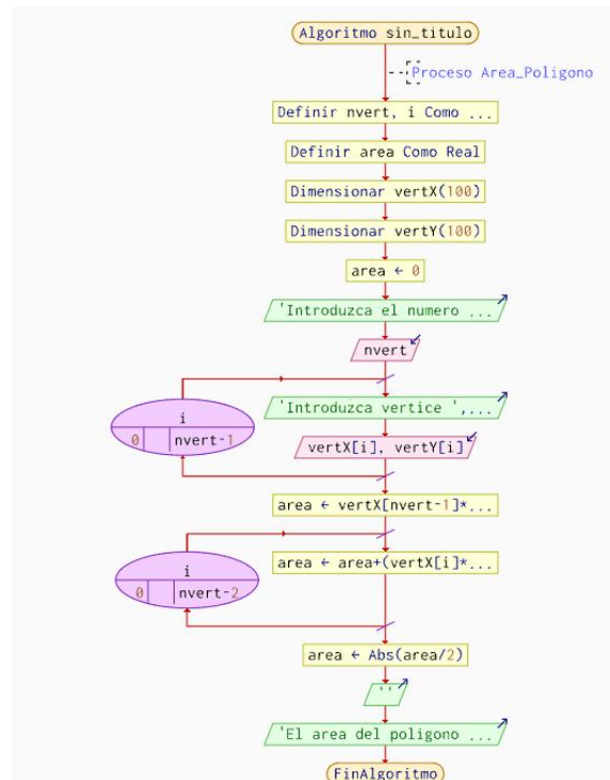 Algoritmo sin_titulo
Proceso Area_Poligono
Definir nvert, i Como ...
Definir area Como Real
Dimensionar vertX(100)
Dimensionar vertY(100)
area ← 0
'Introduzca el numero ...
nvert
i
0 nvert-1
'Introduzca vertice ',...
vertX[i], vertY[i]
area ← vertX[nvert-1]*...
i
0 nvert-2
area ← area+(vertX[i]*...
area ← Abs(area/2)
''
'El area del poligono ...
FinAlgoritmo